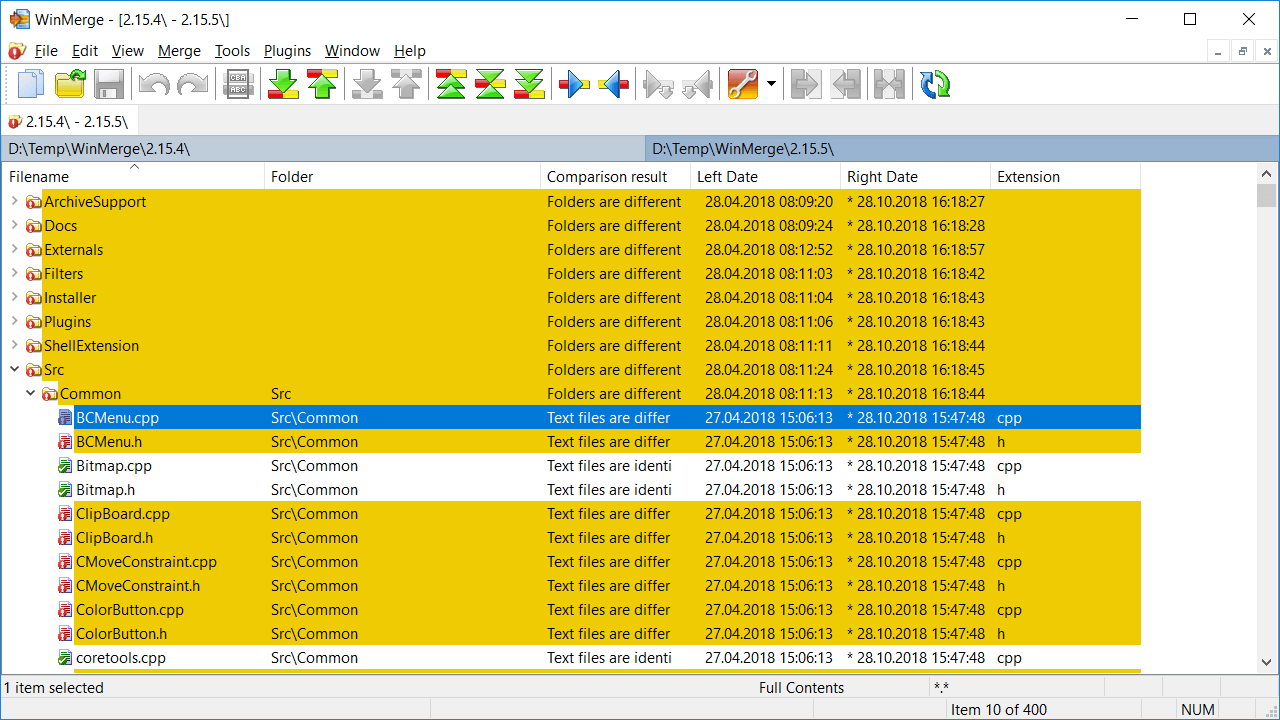 WinMerge - [2.15.4\ - 2.15.5\]
File Edit View Merge Tools Plugins Window Help
CBA
ABC
2.15.4\ - 2.15.5\
D:\Temp\WinMerge\2.15.4\ D:\Temp\WinMerge\2.15.5\
Filename Folder Comparison result Left Date Right Date Extension
ArchiveSupport Folders are different 28.04.2018 08:09:20 * 28.10.2018 16:18:27
Docs Folders are different 28.04.2018 08:09:24 * 28.10.2018 16:18:28
Externals Folders are different 28.04.2018 08:12:52 * 28.10.2018 16:18:57
Filters Folders are different 28.04.2018 08:11:03 * 28.10.2018 16:18:42
Installer Folders are different 28.04.2018 08:11:04 * 28.10.2018 16:18:43
Plugins Folders are different 28.04.2018 08:11:06 * 28.10.2018 16:18:43
ShellExtension Folders are different 28.04.2018 08:11:11 * 28.10.2018 16:18:44
Src Folders are different 28.04.2018 08:11:24 * 28.10.2018 16:18:45
Common Src Folders are different 28.04.2018 08:11:13 * 28.10.2018 16:18:44
BCMenu.cpp Src\Common Text files are differ 27.04.2018 15:06:13 * 28.10.2018 15:47:48 cpp
BCMenu.h Src\Common Text files are differ 27.04.2018 15:06:13 * 28.10.2018 15:47:48 h
Bitmap.cpp Src\Common Text files are identi 27.04.2018 15:06:13 * 28.10.2018 15:47:48 cpp
Bitmap.h Src\Common Text files are identi 27.04.2018 15:06:13 * 28.10.2018 15:47:48 h
ClipBoard.cpp Src\Common Text files are differ 27.04.2018 15:06:13 * 28.10.2018 15:47:48 cpp
ClipBoard.h Src\Common Text files are differ 27.04.2018 15:06:13 * 28.10.2018 15:47:48 h
CMoveConstraint.cpp Src\Common Text files are differ 27.04.2018 15:06:13 * 28.10.2018 15:47:48 cpp
CMoveConstraint.h Src\Common Text files are differ 27.04.2018 15:06:13 * 28.10.2018 15:47:48 h
ColorButton.cpp Src\Common Text files are differ 27.04.2018 15:06:13 * 28.10.2018 15:47:48 cpp
ColorButton.h Src\Common Text files are differ 27.04.2018 15:06:13 * 28.10.2018 15:47:48 h
coretools.cpp Src\Common Text files are identi 27.04.2018 15:06:13 * 28.10.2018 15:47:48 cpp
1 item selected Full Contents *.*
Item 10 of 400 NUM